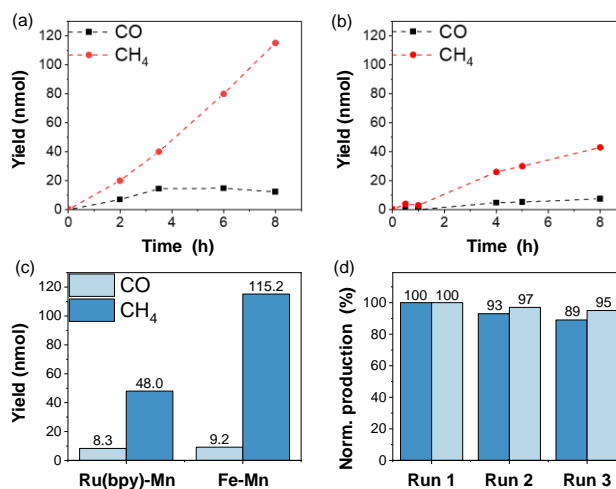 (a)
CO
CH₄
120
100
80
60
40
20
0
Yield (nmol)
0 2 4 6 8
Time (h)
(b)
CO
CH₄
120
100
80
60
40
20
0
Yield (nmol)
0 2 4 6 8
Time (h)
(c)
CO
CH₄
120
100
80
60
40
20
0
Yield (nmol)
8.3 48.0 9.2 115.2
Ru(bpy)-Mn Fe-Mn
(d)
100
80
60
40
20
0
Norm. production (%)
100 100 93 97 89 95
Run 1 Run 2 Run 3